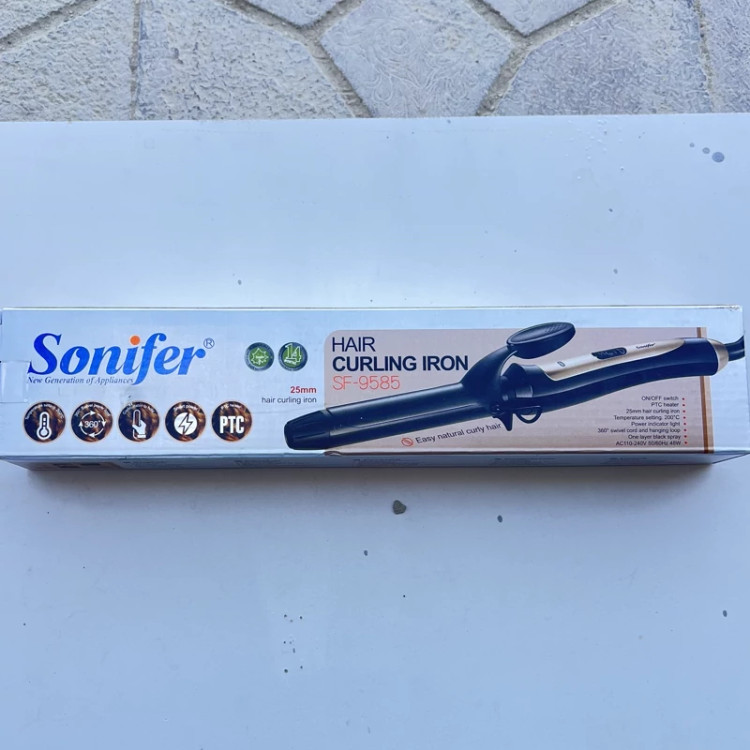 Sonifer®
New Generation of Appliances
14
25mm
hair curling iron
360°
PTC
HAIR
CURLING IRON
SF-9585
Easy natural curly hair
Sonifer
ON/OFF switch
PTC heater
25mm hair curling iron
Temperature setting, 200°C
Power indicator light
360° swivel cord and hanging loop
One layer black spray
AC110-240V 50/60Hz 48W